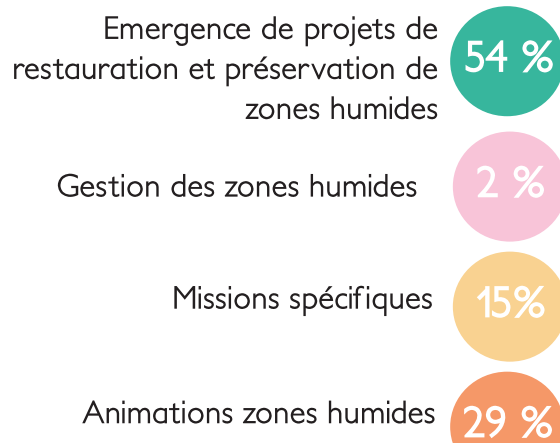 Emergence de projets de
restauration et préservation de
zones humides
54 %
Gestion des zones humides
2 %
Missions spécifiques
15%
Animations zones humides
29 %